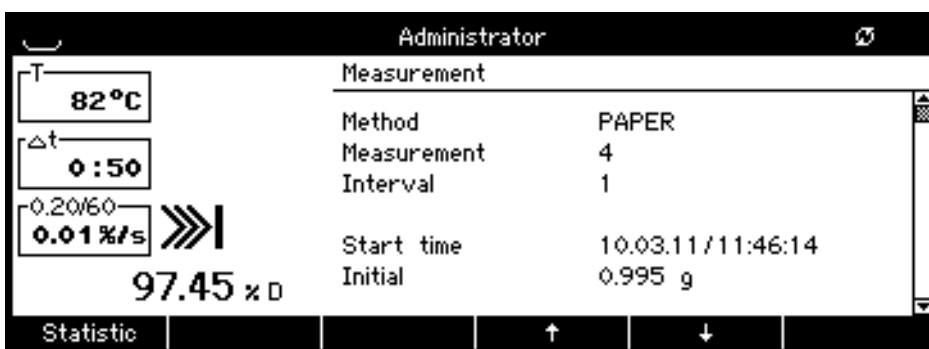 Administrator
T
82°C
△t
0:50
0.20/60
0.01%/s
97.45 % D
Measurement
Method PAPER
Measurement 4
Interval 1
Start time 10.03.11/11:46:14
Initial 0.995 g
Statistic ↑ ↓